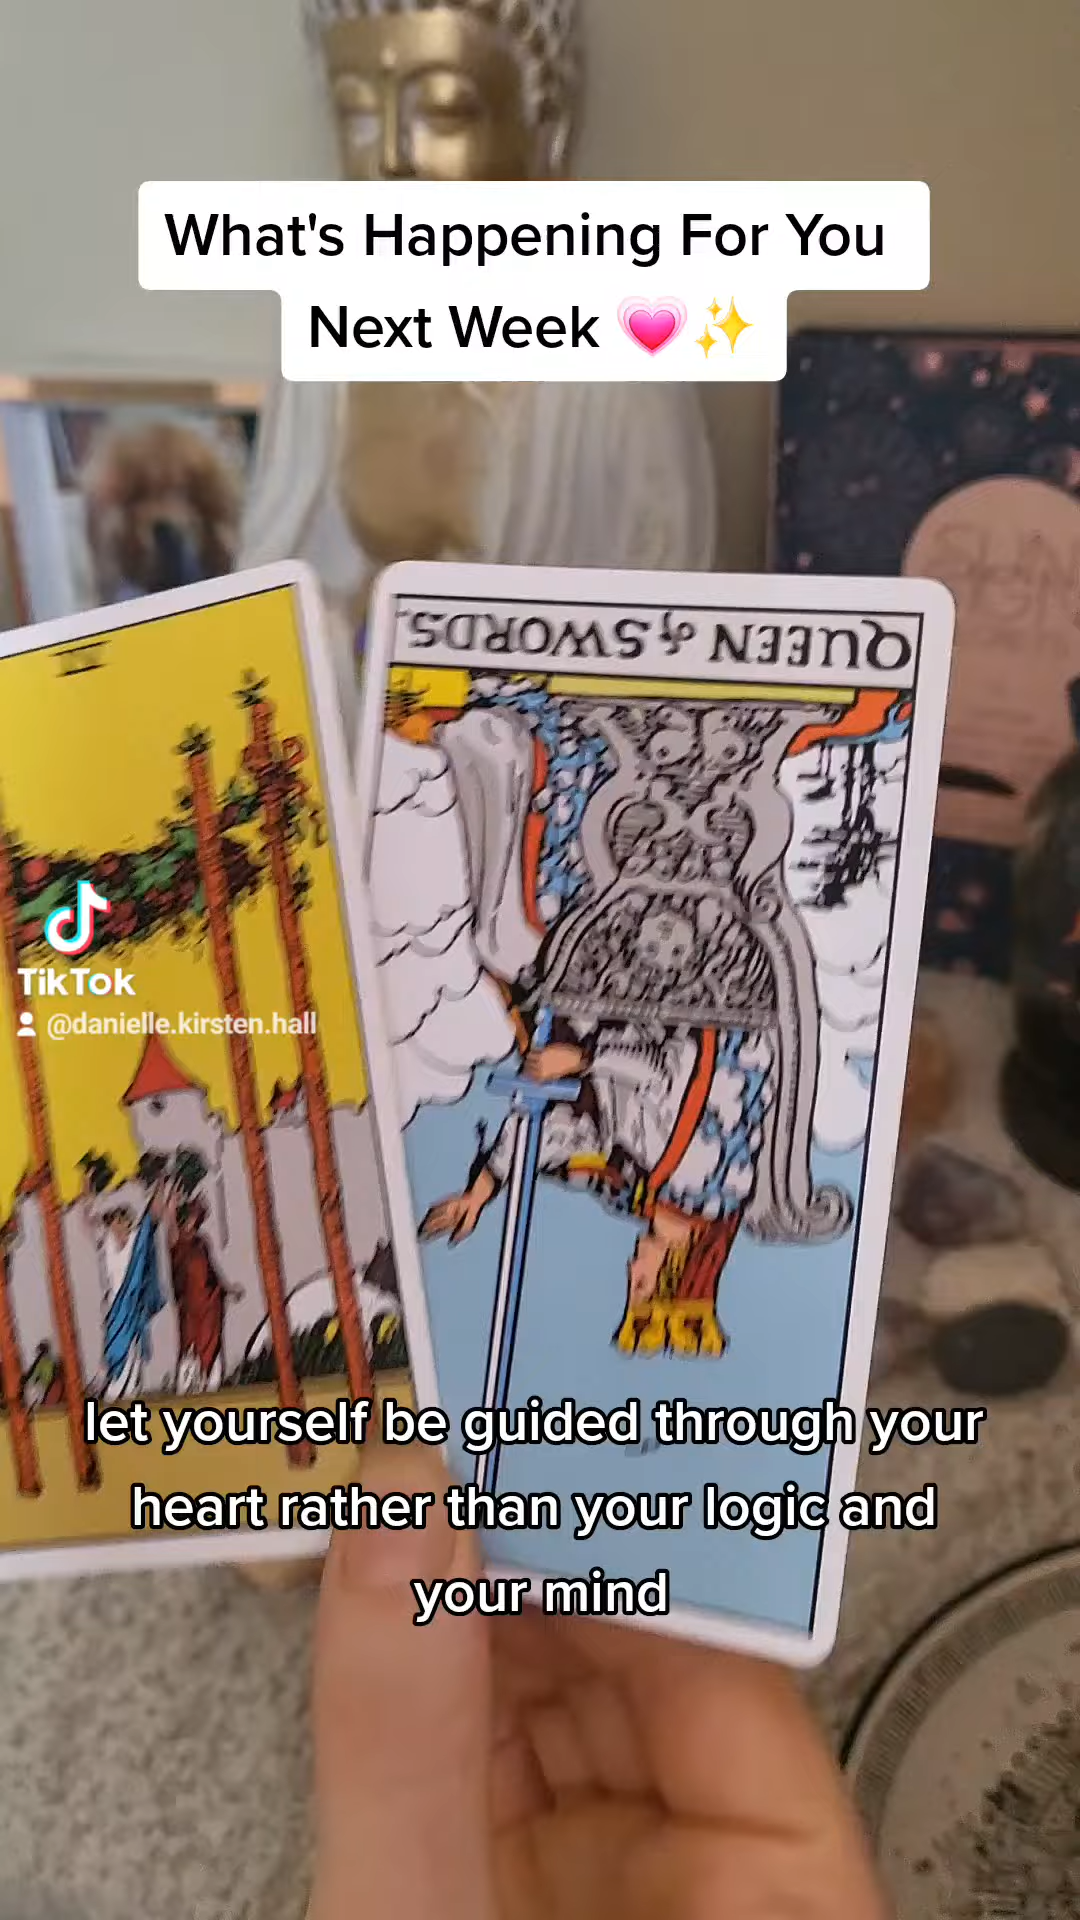 What's Happening For You
Next Week 💗✨
IV
QUEEN of SWORDS.
TikTok
@danielle.kirsten.hall
let yourself be guided through your
heart rather than your logic and
your mind